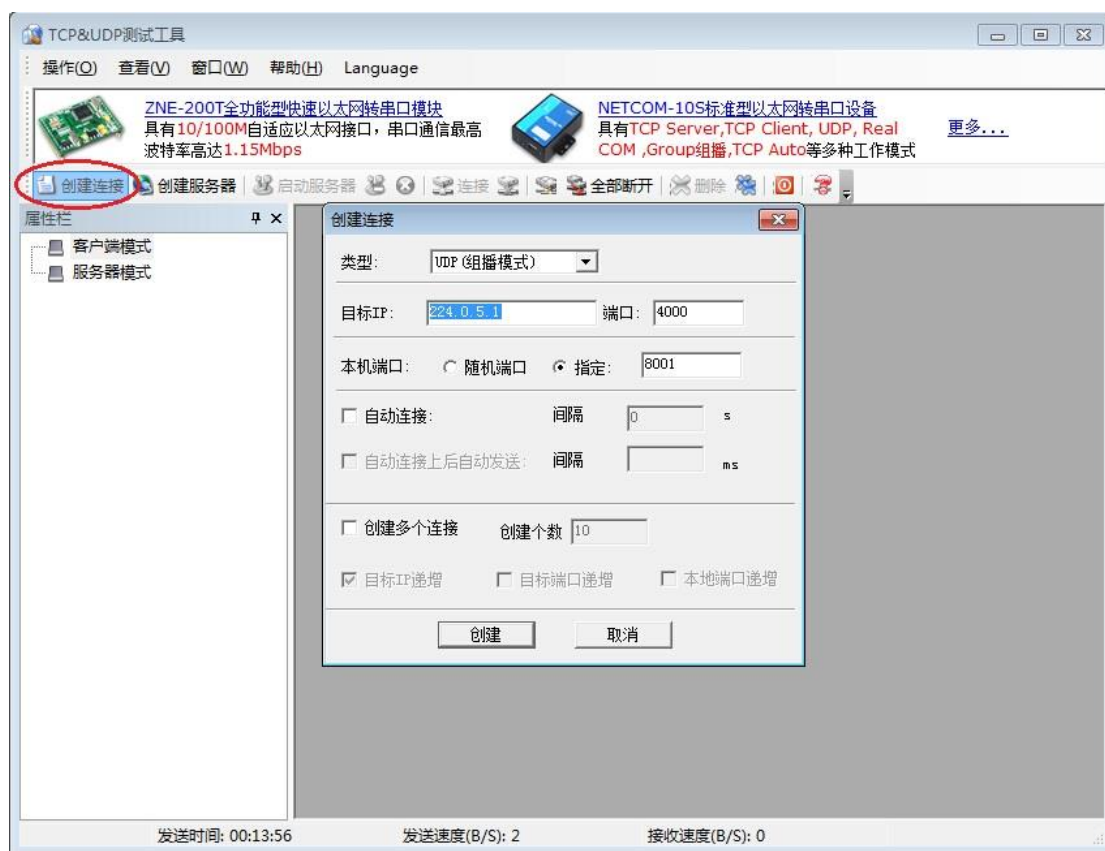 TCP&UDP测试工具
操作(O) 查看(V) 窗口(W) 帮助(H) Language
ZNE-200T全功能型快速以太网转串口模块
具有10/100M自适应以太网接口，串口通信最高
波特率高达1.15Mbps
NETCOM-10S标准型以太网转串口设备
具有TCP Server,TCP Client, UDP, Real
COM ,Group组播,TCP Auto等多种工作模式
更多...
创建连接 创建服务器 启动服务器 连接 全部断开 删除
属性栏
客户端模式
服务器模式
创建连接
类型: UDP(组播模式)
目标IP: 224.0.5.1 端口: 4000
本机端口: 随机端口 指定: 8001
自动连接: 间隔 0 s
自动连接上后自动发送: 间隔 ms
创建多个连接 创建个数 10
目标IP递增 目标端口递增 本地端口递增
创建 取消
发送时间: 00:13:56 发送速度(B/S): 2 接收速度(B/S): 0